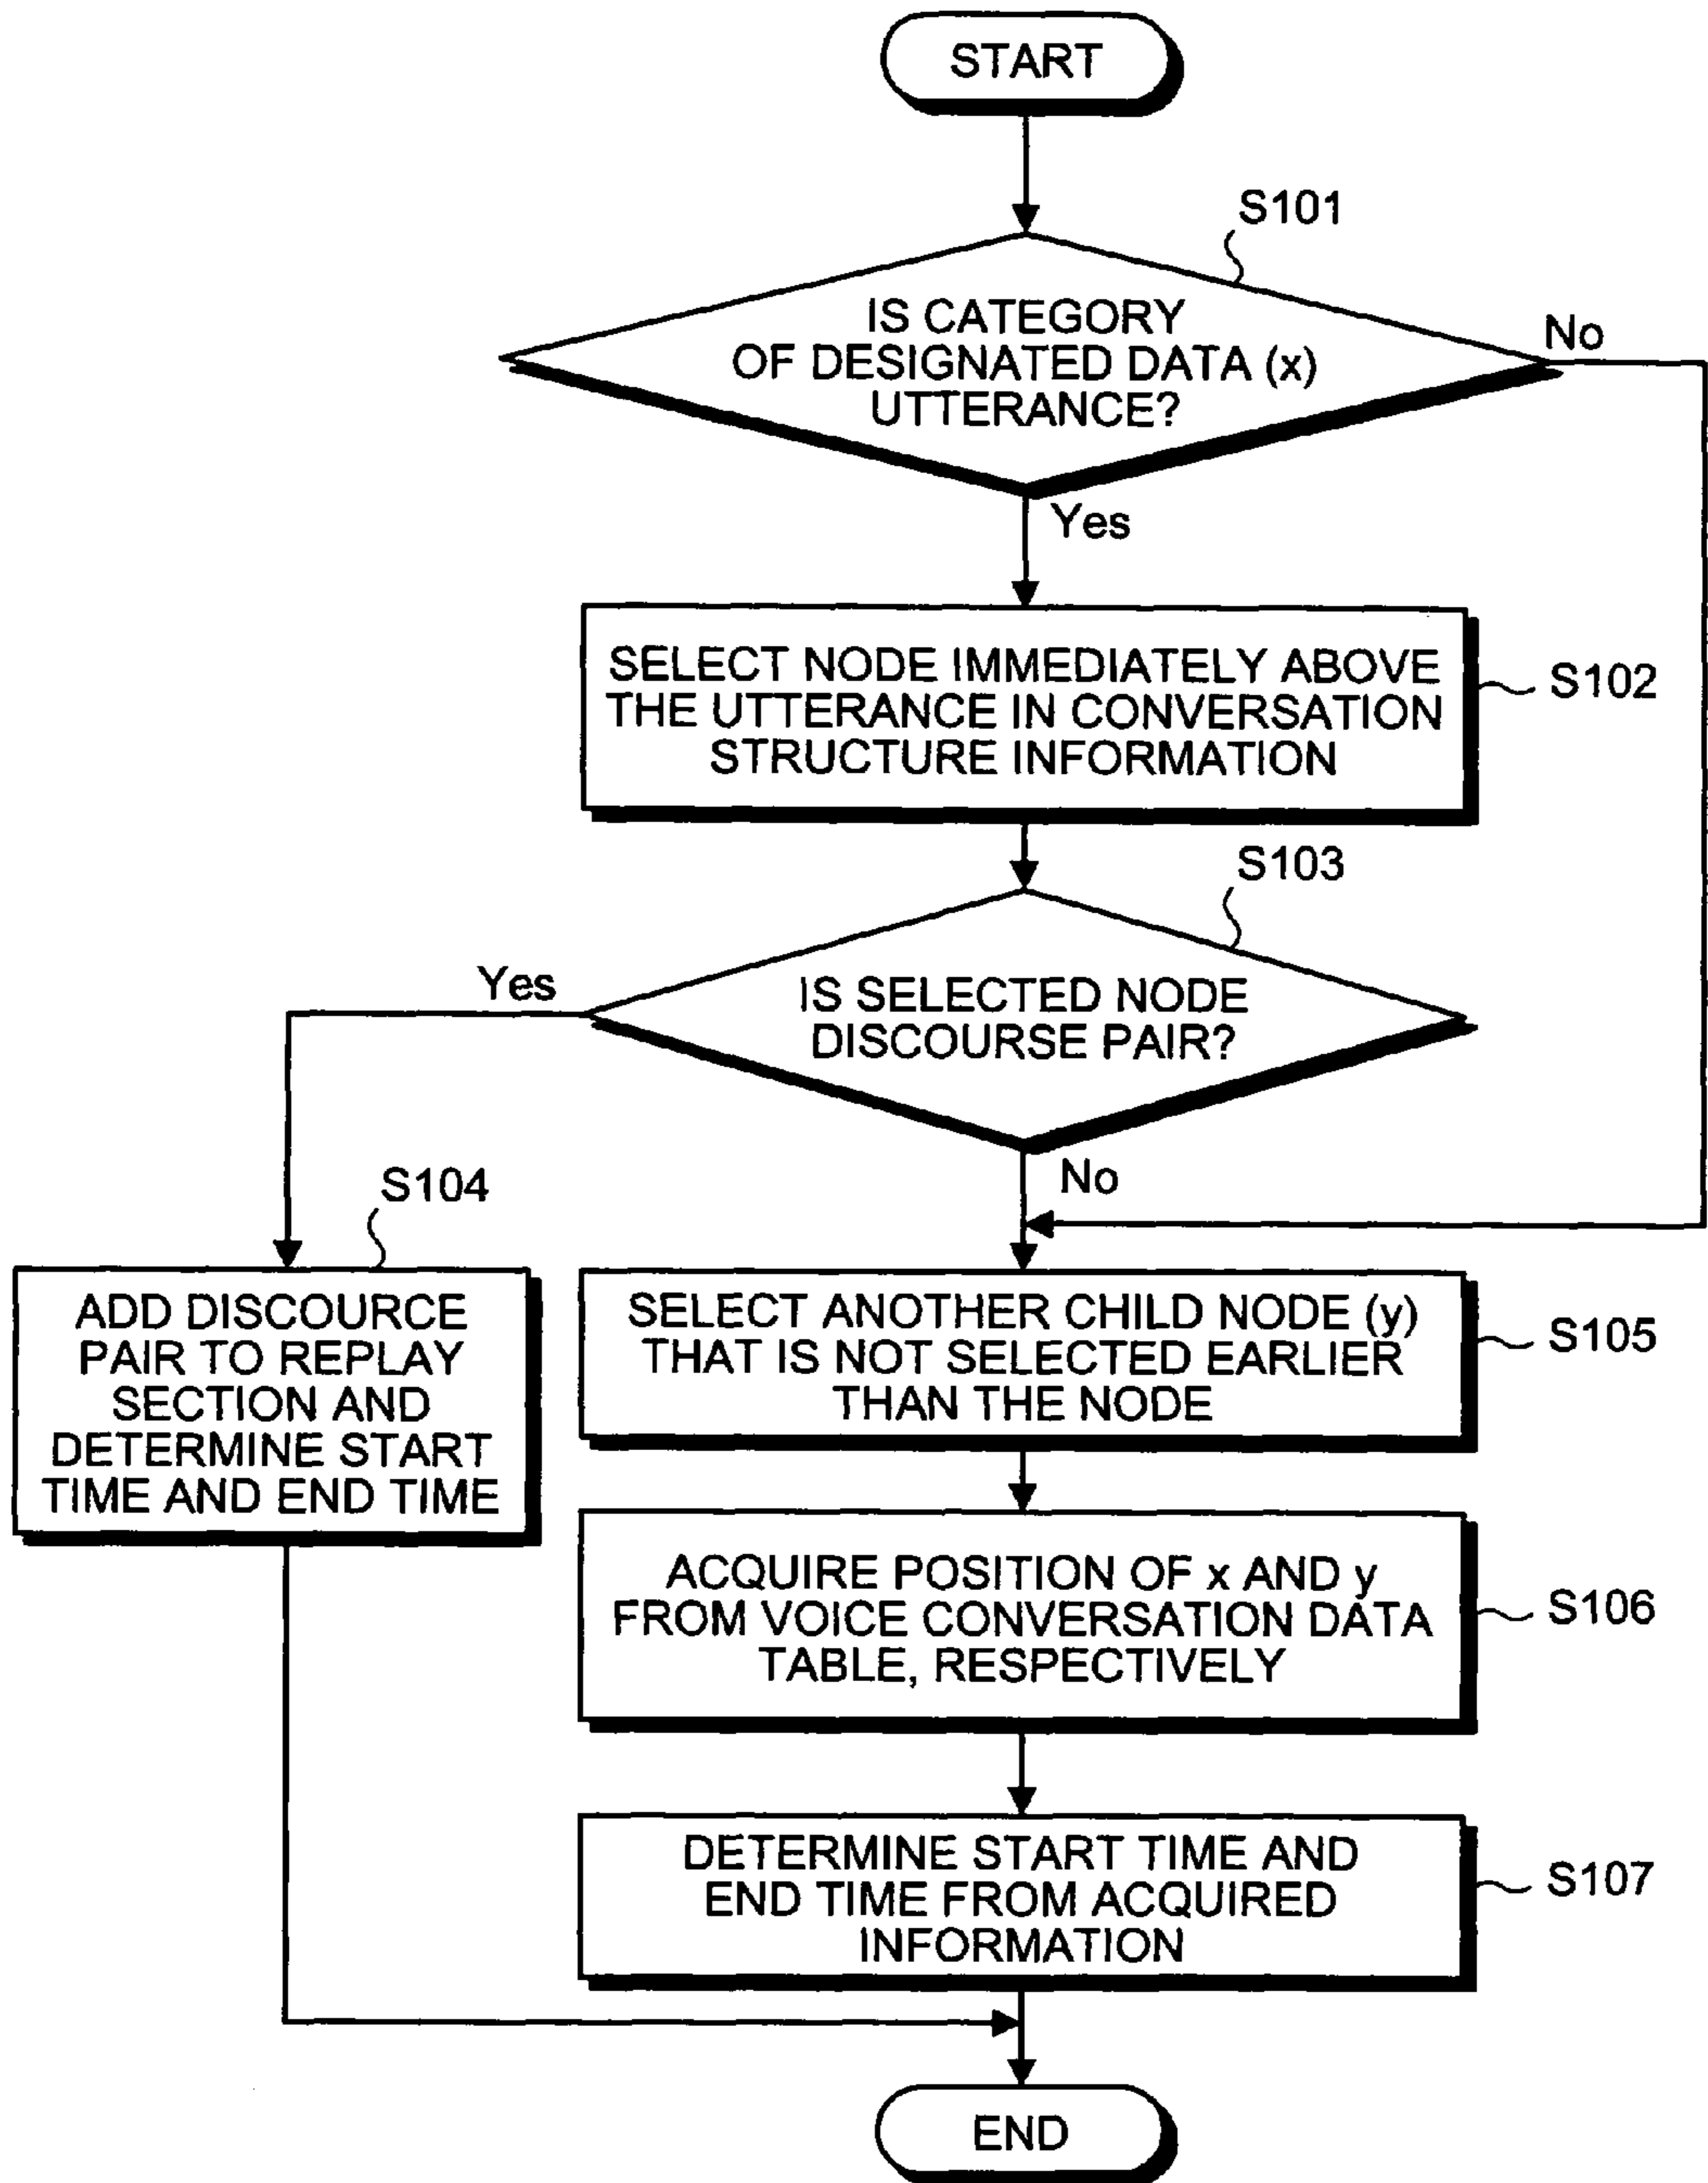 START
S101
IS CATEGORY
OF DESIGNATED DATA (x)
UTTERANCE?
No
Yes
SELECT NODE IMMEDIATELY ABOVE
THE UTTERANCE IN CONVERSATION
STRUCTURE INFORMATION
S102
S103
IS SELECTED NODE
DISCOURSE PAIR?
Yes
No
S104
ADD DISCOURCE
PAIR TO REPLAY
SECTION AND
DETERMINE START
TIME AND END TIME
SELECT ANOTHER CHILD NODE (y)
THAT IS NOT SELECTED EARLIER
THAN THE NODE
S105
ACQUIRE POSITION OF x AND y
FROM VOICE CONVERSATION DATA
TABLE, RESPECTIVELY
S106
DETERMINE START TIME AND
END TIME FROM ACQUIRED
INFORMATION
S107
END